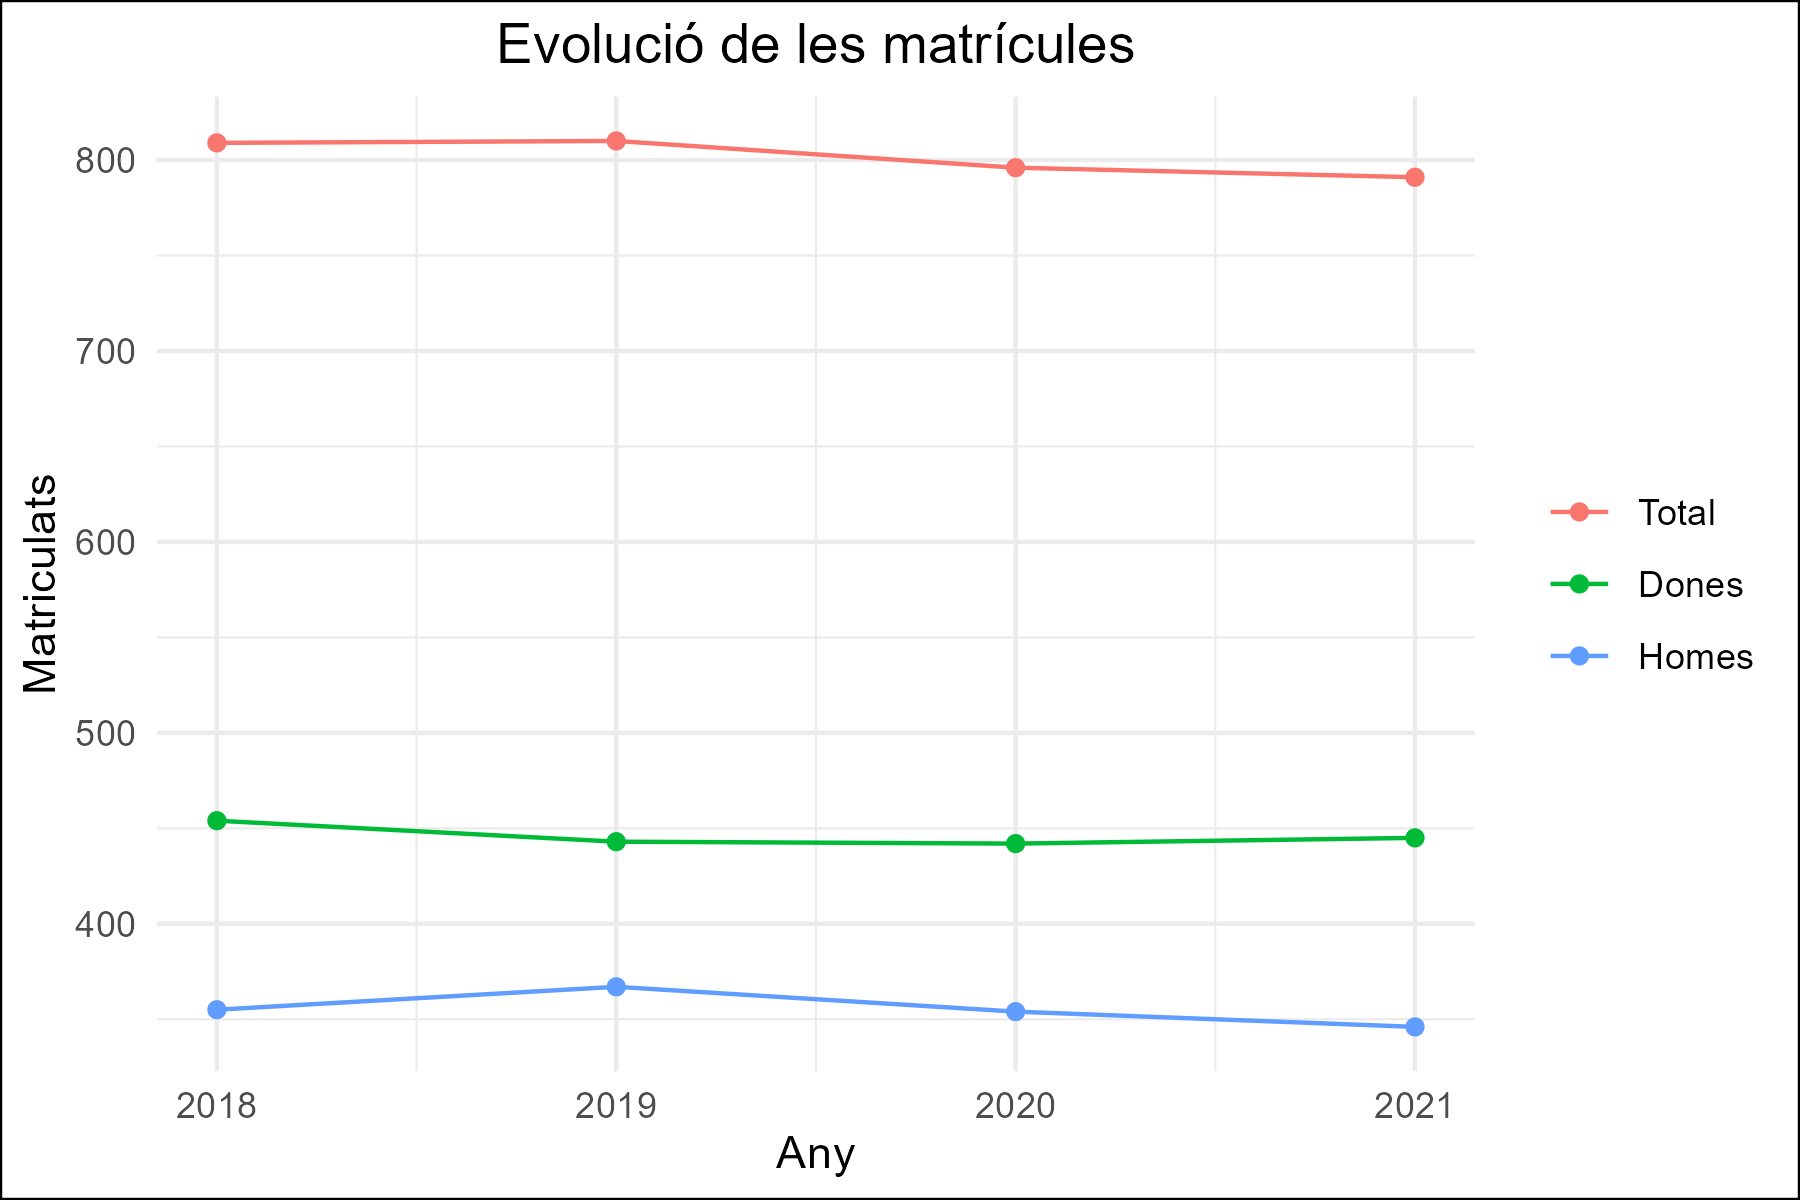 Evolució de les matrícules
Matriculats
800
700
600
500
400
2018
2019
2020
2021
Any
Total
Dones
Homes